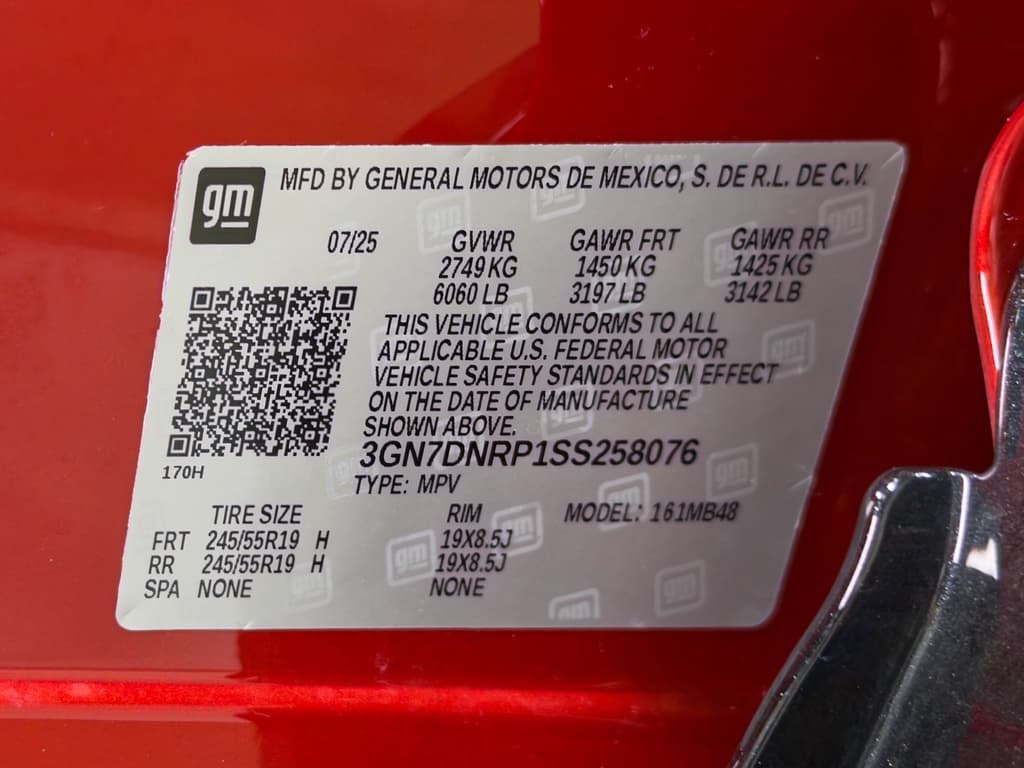 gm MFD BY GENERAL MOTORS DE MEXICO, S. DE R.L. DE C.V.
07/25 GVWR GAWR FRT GAWR RR
2749 KG 1450 KG 1425 KG
6060 LB 3197 LB 3142 LB
THIS VEHICLE CONFORMS TO ALL
APPLICABLE U.S. FEDERAL MOTOR
VEHICLE SAFETY STANDARDS IN EFFECT
ON THE DATE OF MANUFACTURE
SHOWN ABOVE.
3GN7DNRP1SS258076
170H
TYPE: MPV
TIRE SIZE RIM MODEL: 161MB48
FRT 245/55R19 H 19X8.5J
RR 245/55R19 H 19X8.5J
SPA NONE NONE